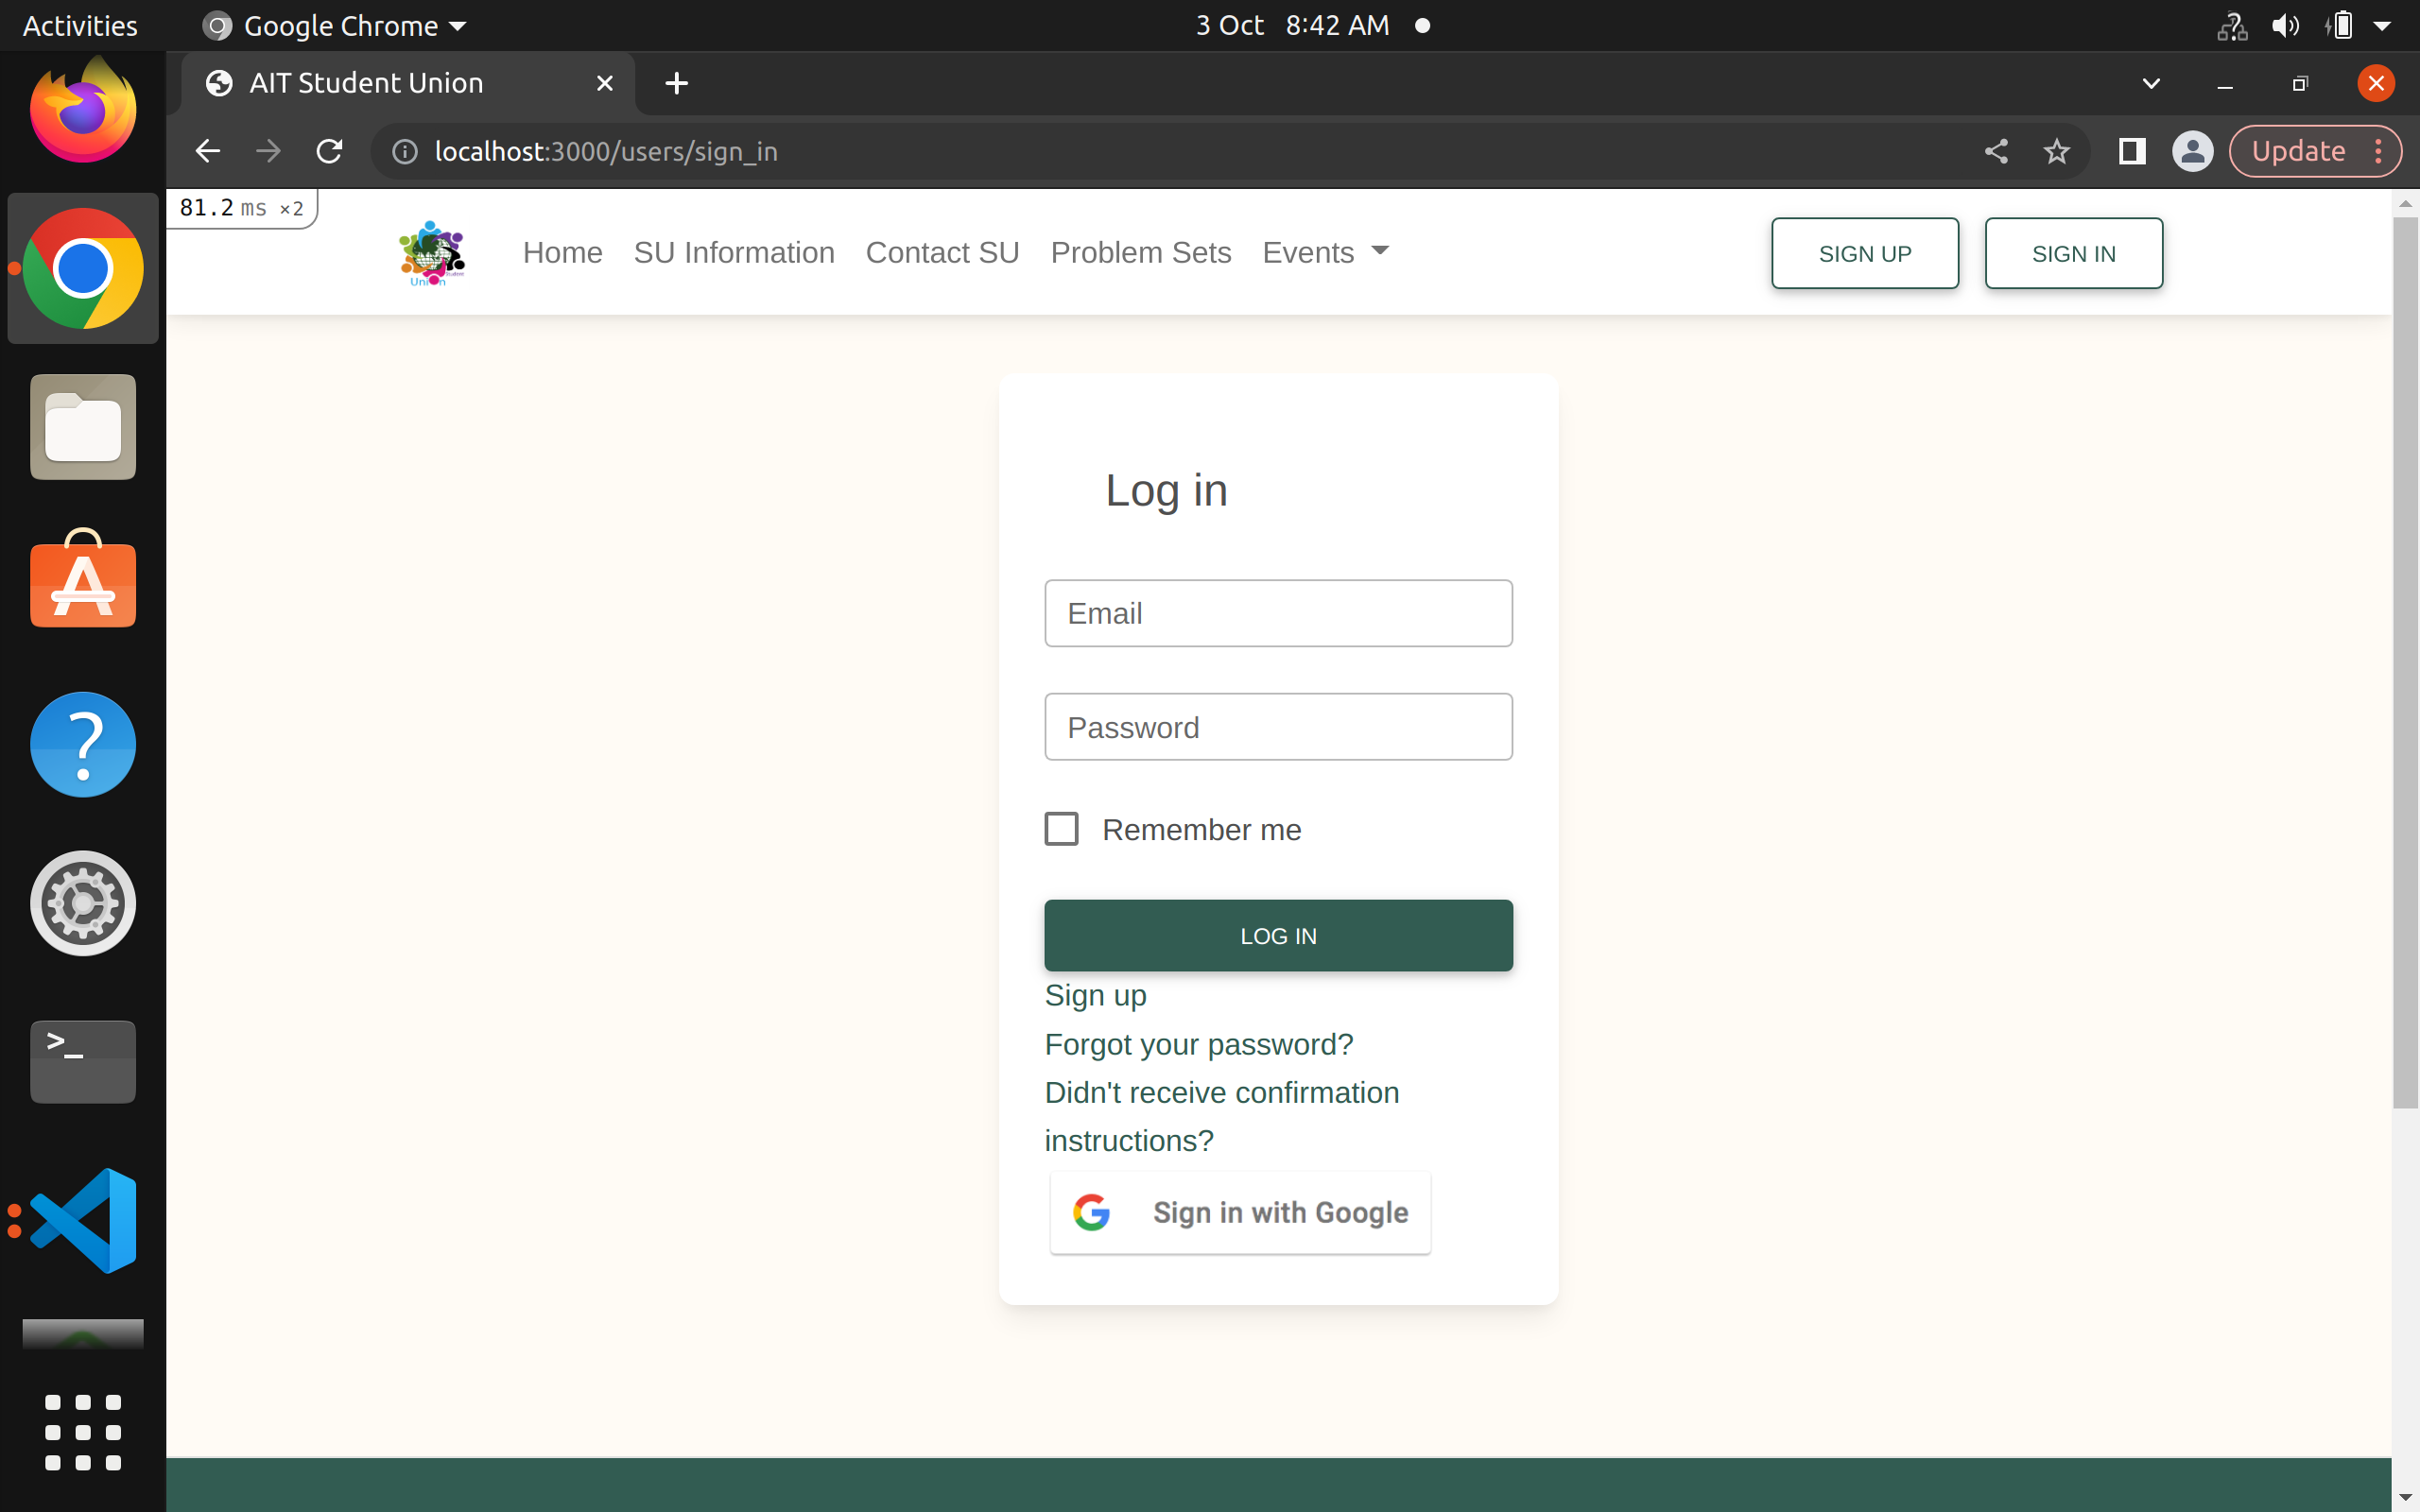 Activities
Google Chrome
3 Oct 8:42 AM
AIT Student Union
localhost:3000/users/sign_in
Update
81.2 ms ×2
Home
SU Information
Contact SU
Problem Sets
Events
SIGN UP
SIGN IN
Log in
Email
Password
Remember me
LOG IN
Sign up
Forgot your password?
Didn't receive confirmation
instructions?
Sign in with Google